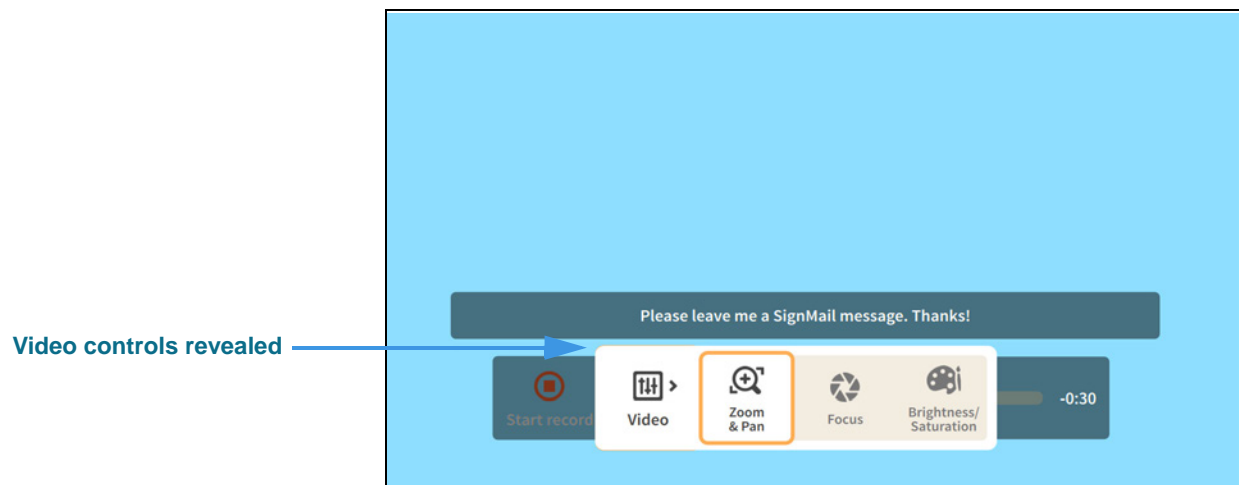 Please leave me a SignMail message. Thanks!
Video controls revealed
Start record
Video
Zoom
& Pan
Focus
Brightness/
Saturation
-0:30